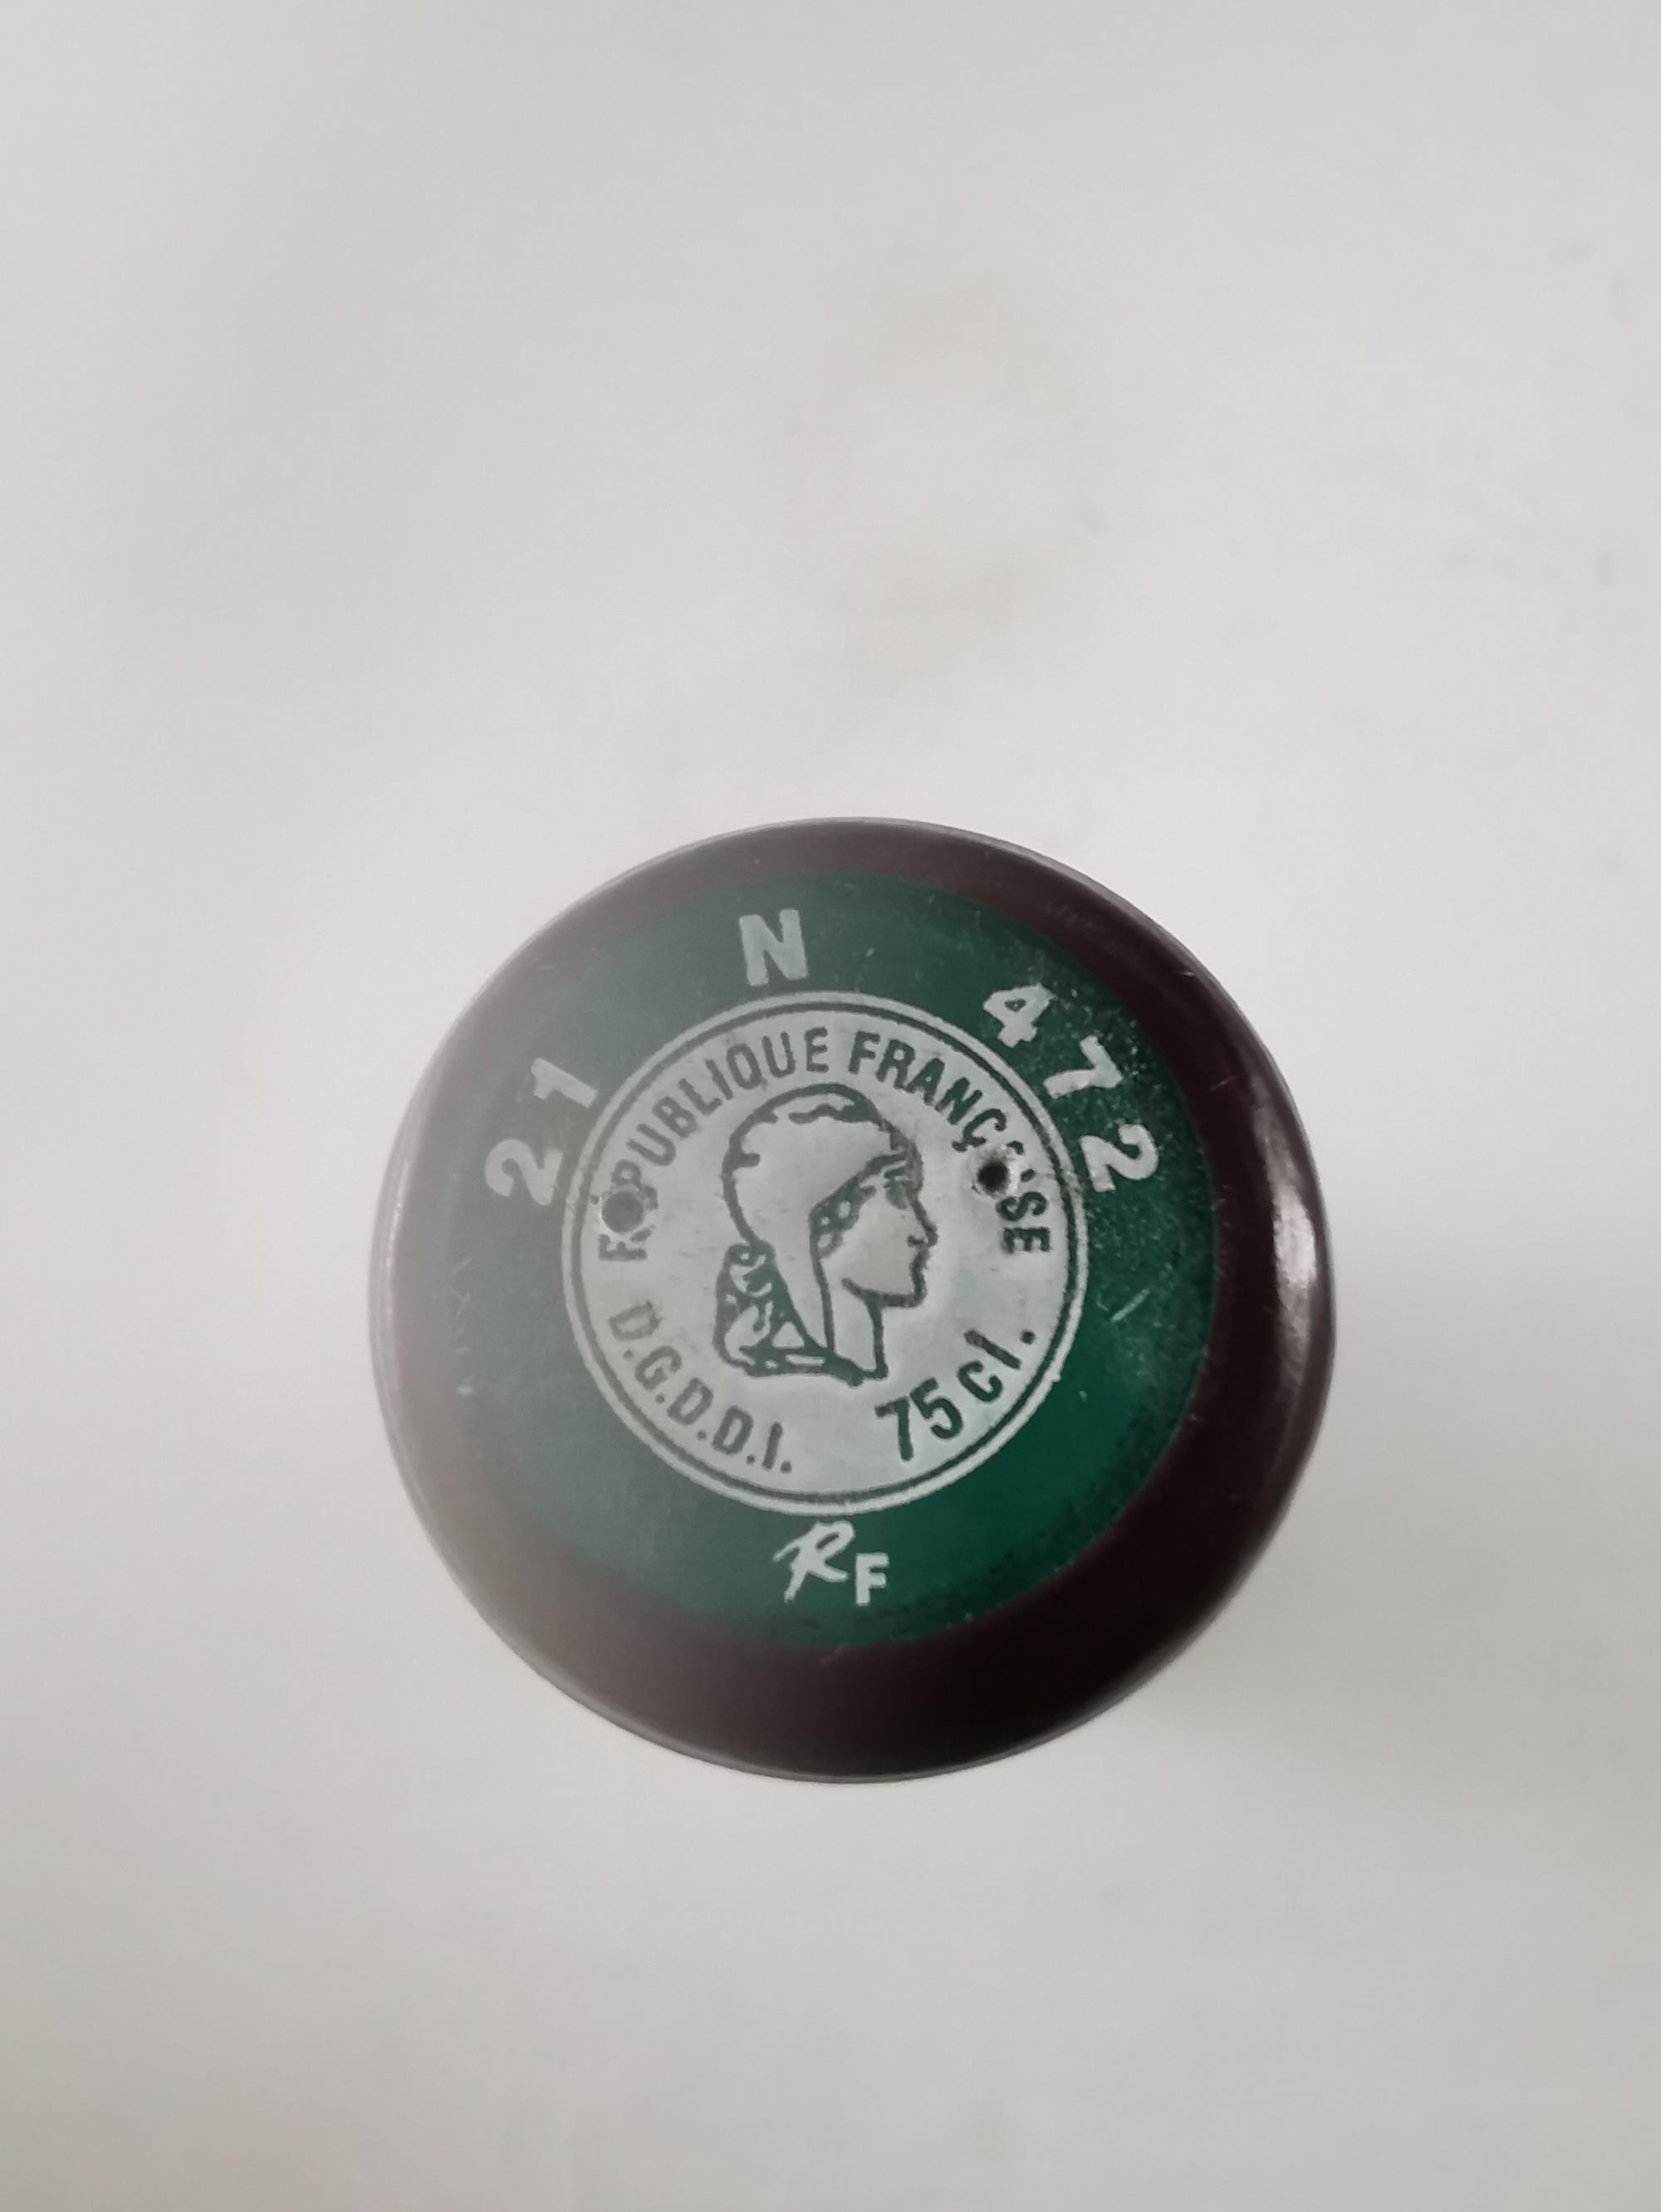 21 N 472
RÉPUBLIQUE FRANÇAISE
D.G.D.D.I. 75 cl.
RF